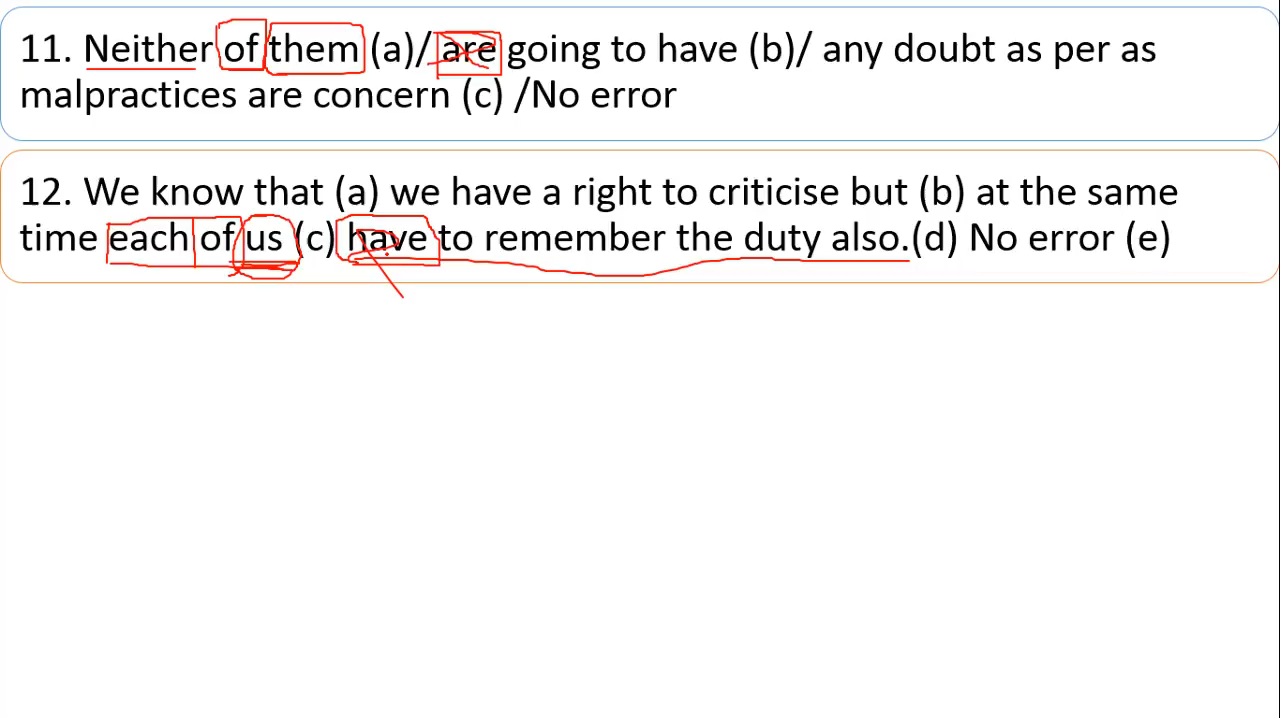 11. Neither of them (a)/ are going to have (b)/ any doubt as per as
malpractices are concern (c) /No error
12. We know that (a) we have a right to criticise but (b) at the same
time each of us (c) have to remember the duty also.(d) No error (e)